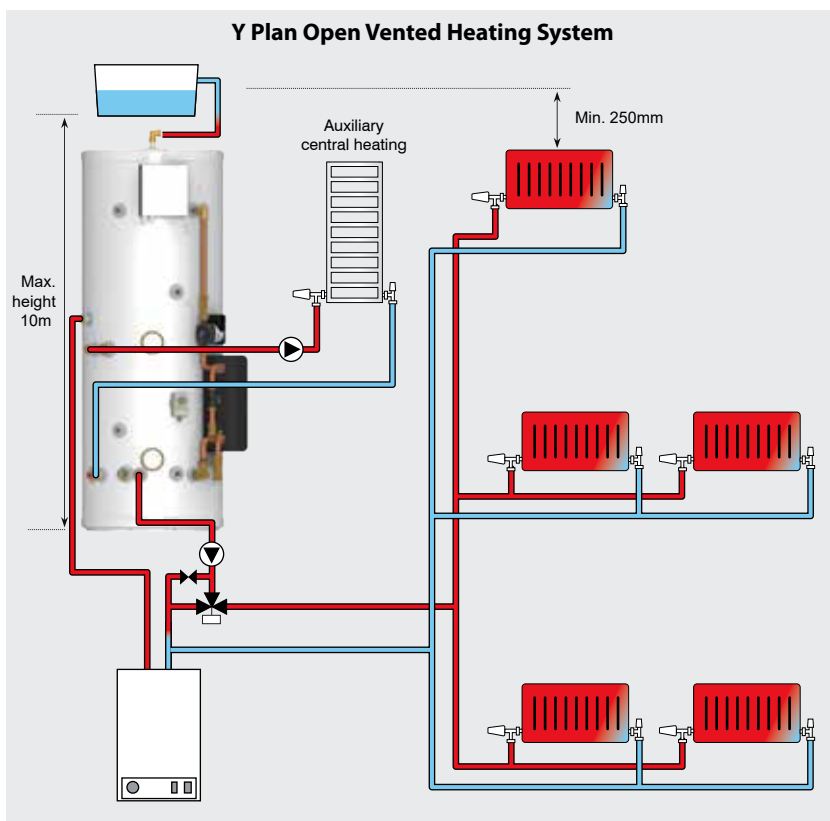 Y Plan Open Vented Heating System
Min. 250mm
Auxiliary
central heating
Max.
height
10m